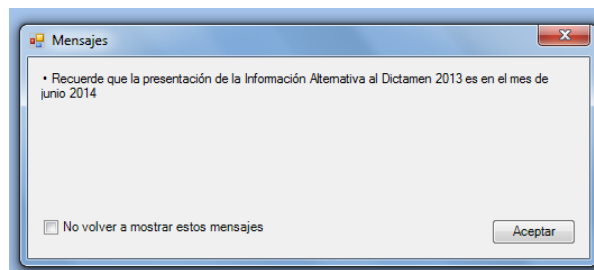 Mensajes
• Recuerde que la presentación de la Información Alternativa al Dictamen 2013 es en el mes de
junio 2014
No volver a mostrar estos mensajes
Aceptar